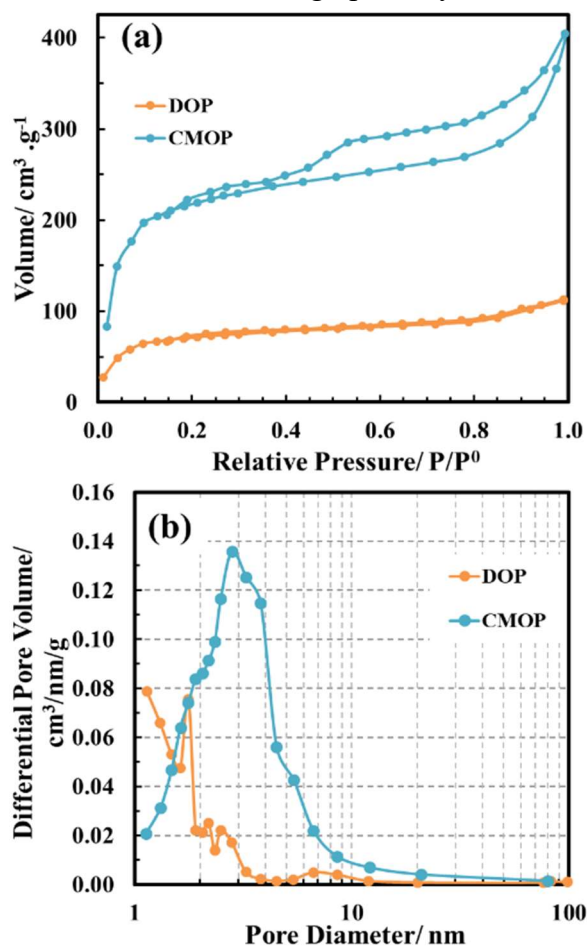 (a)
DOP
CMOP
Volume/ cm³ .g⁻¹
400
300
200
100
0
0.0 0.2 0.4 0.6 0.8 1.0
Relative Pressure/ P/P⁰
(b)
DOP
CMOP
Differential Pore Volume/
cm³/nm/g
0.16
0.14
0.12
0.10
0.08
0.06
0.04
0.02
0.00
1 10 100
Pore Diameter/ nm